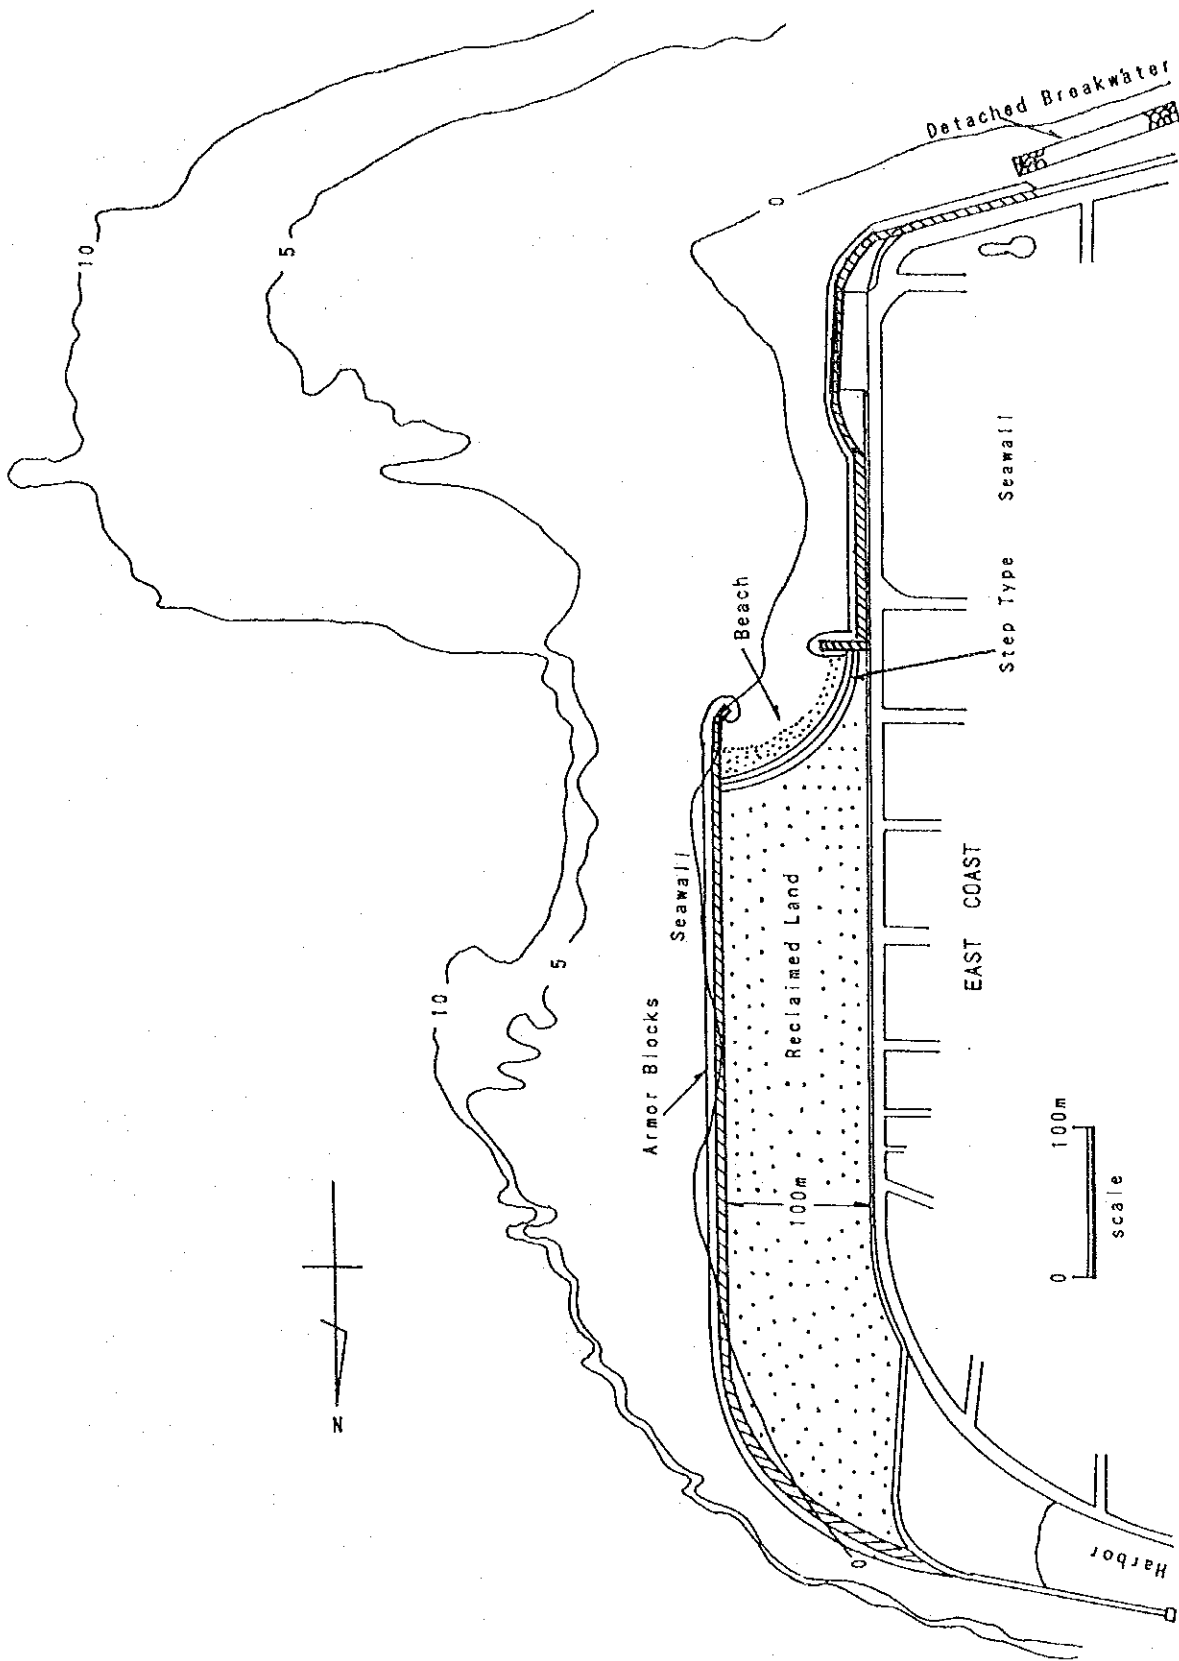 Detached Breakwater
10
5
0
Step Type Seawall
Beach
Seawall
Reclaimed Land
EAST COAST
Armor Blocks
10
5
100m
0 100m
scale
N
0
Harbor